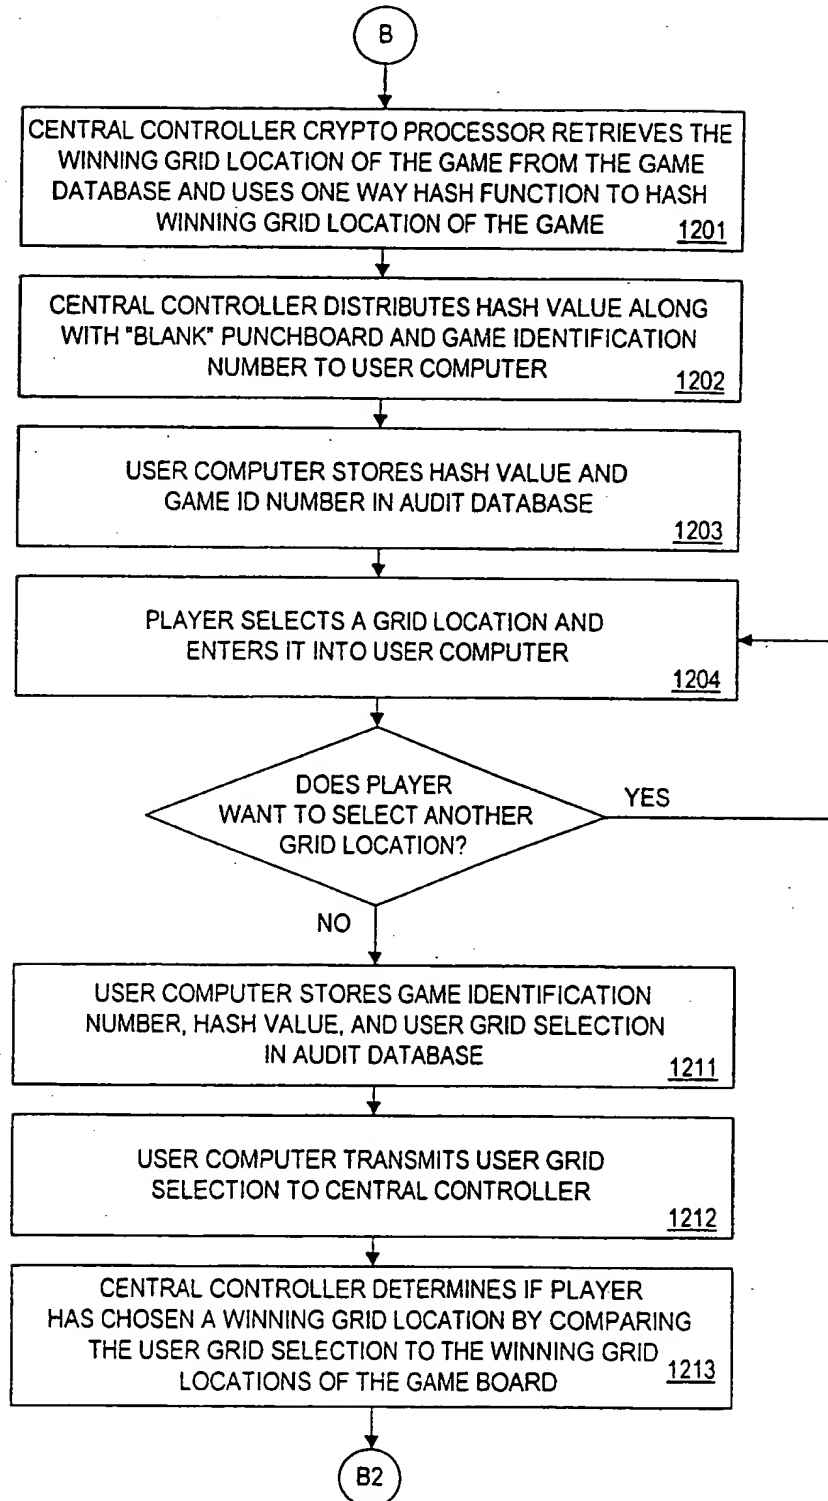 B
CENTRAL CONTROLLER CRYPTO PROCESSOR RETRIEVES THE
WINNING GRID LOCATION OF THE GAME FROM THE GAME
DATABASE AND USES ONE WAY HASH FUNCTION TO HASH
WINNING GRID LOCATION OF THE GAME 1201
CENTRAL CONTROLLER DISTRIBUTES HASH VALUE ALONG
WITH "BLANK" PUNCHBOARD AND GAME IDENTIFICATION
NUMBER TO USER COMPUTER
1202
USER COMPUTER STORES HASH VALUE AND
GAME ID NUMBER IN AUDIT DATABASE
1203
PLAYER SELECTS A GRID LOCATION AND
ENTERS IT INTO USER COMPUTER
1204
DOES PLAYER
WANT TO SELECT ANOTHER
GRID LOCATION?
YES
NO
USER COMPUTER STORES GAME IDENTIFICATION
NUMBER, HASH VALUE, AND USER GRID SELECTION
IN AUDIT DATABASE
1211
USER COMPUTER TRANSMITS USER GRID
SELECTION TO CENTRAL CONTROLLER
1212
CENTRAL CONTROLLER DETERMINES IF PLAYER
HAS CHOSEN A WINNING GRID LOCATION BY COMPARING
THE USER GRID SELECTION TO THE WINNING GRID
LOCATIONS OF THE GAME BOARD 1213
B2